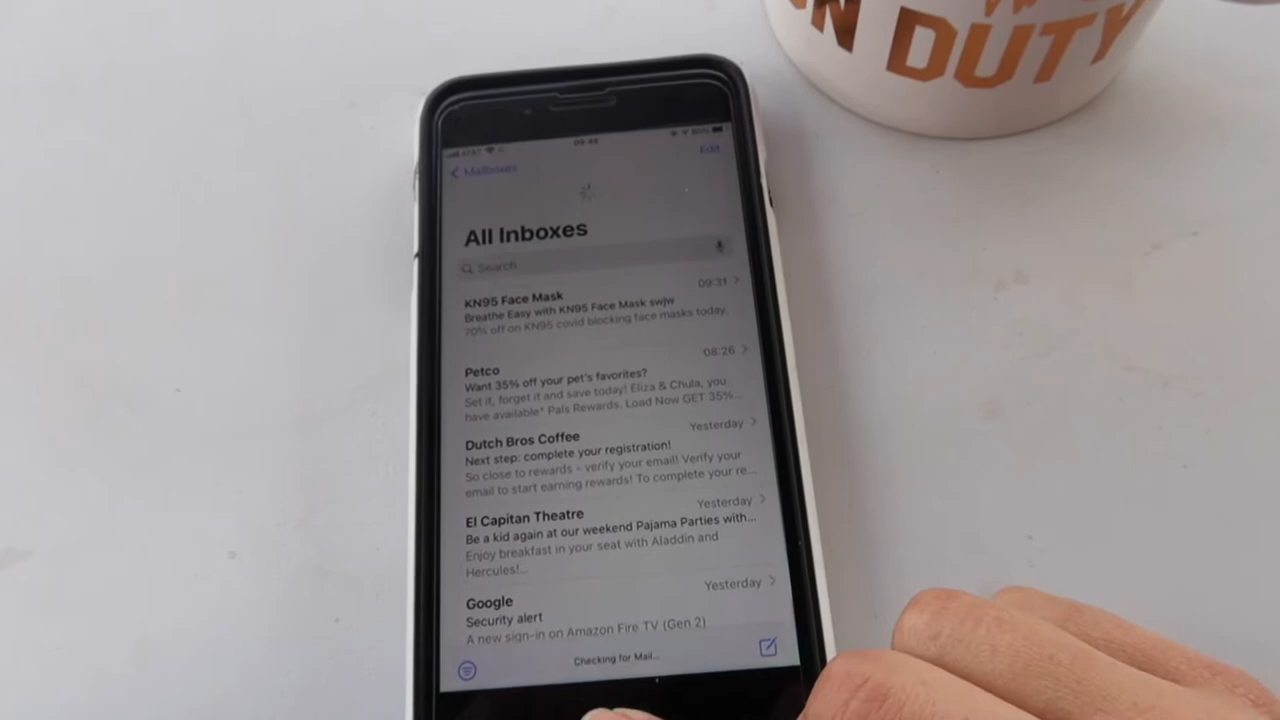 ON DUTY
AT&T 09:33 80%
Mailboxes Edit
All Inboxes
Search
KN95 Face Mask 09:31
Breathe Easy with KN95 Face Mask swjw
70% off on KN95 covid blocking face masks today.
Petco 08:26
Want 35% off your pet's favorites?
Set it, forget it and save today! Eliza & Chula, you
have available* Pals Rewards. Load Now GET 35%...
Dutch Bros Coffee Yesterday
Next step: complete your registration!
So close to rewards - verify your email! Verify your
email to start earning rewards! To complete your re...
El Capitan Theatre Yesterday
Be a kid again at our weekend Pajama Parties with...
Enjoy breakfast in your seat with Aladdin and
Hercules!...
Google Yesterday
Security alert
A new sign-in on Amazon Fire TV (Gen 2)
Checking for Mail...